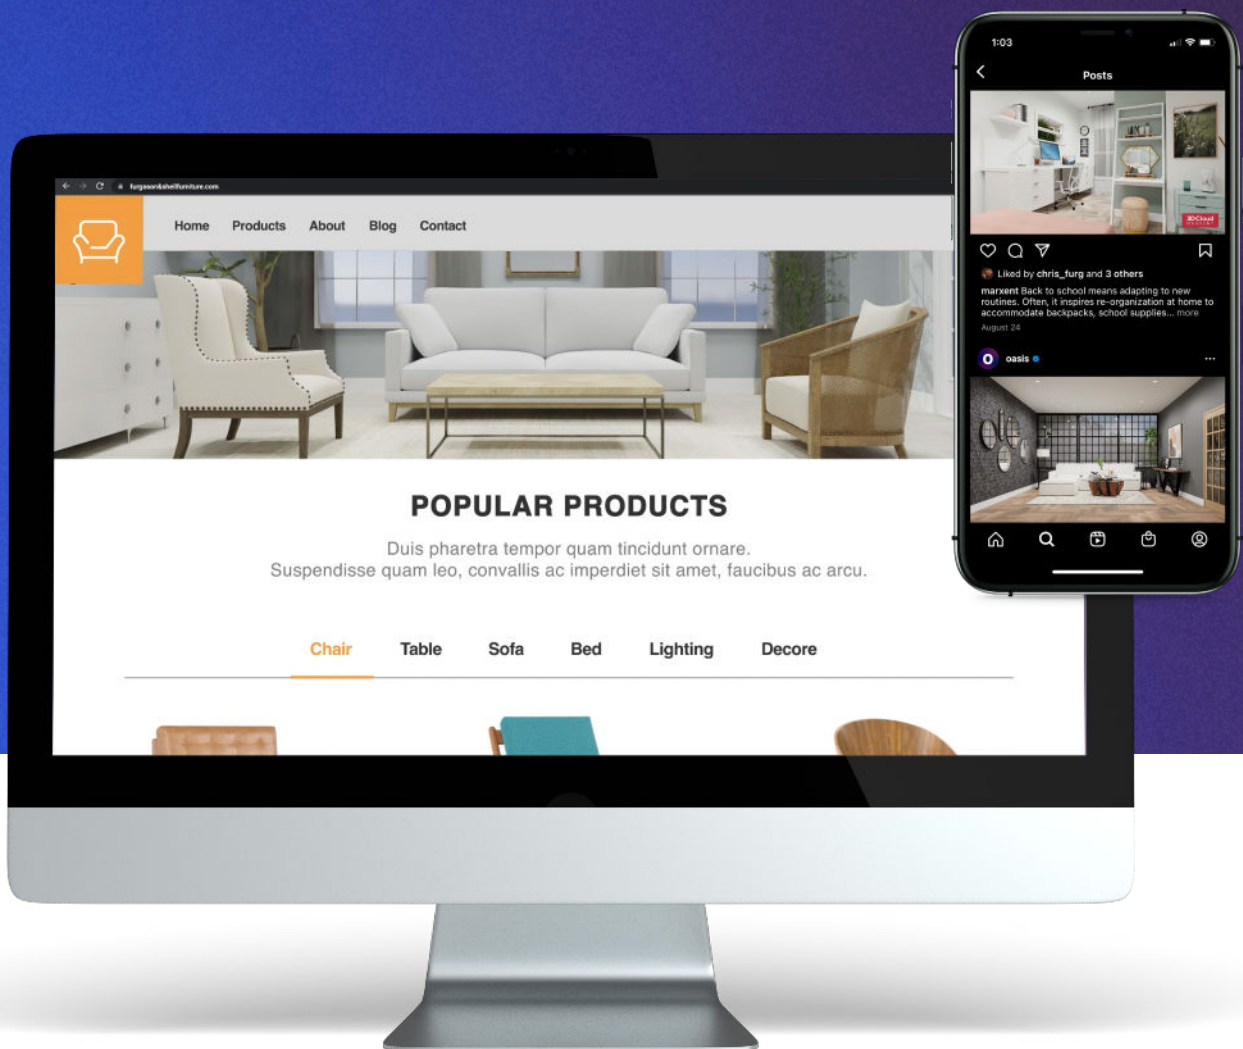 furgason&shellfurniture.com
Home Products About Blog Contact
POPULAR PRODUCTS
Duis pharetra tempor quam tincidunt ornare.
Suspendisse quam leo, convallis ac imperdiet sit amet, faucibus ac arcu.
Chair Table Sofa Bed Lighting Decore
1:03
Posts
3DCloud
MARXENT
Liked by chris_furg and 3 others
marxent Back to school means adapting to new
routines. Often, it inspires re-organization at home to
accommodate backpacks, school supplies... more
August 24
O oasis